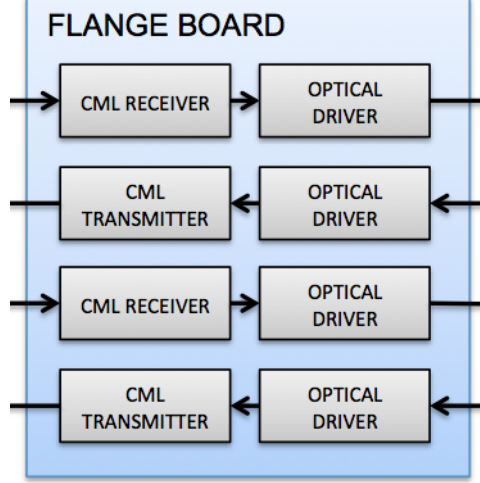 FLANGE BOARD
CML RECEIVER
OPTICAL
DRIVER
CML
TRANSMITTER
OPTICAL
DRIVER
CML RECEIVER
OPTICAL
DRIVER
CML
TRANSMITTER
OPTICAL
DRIVER